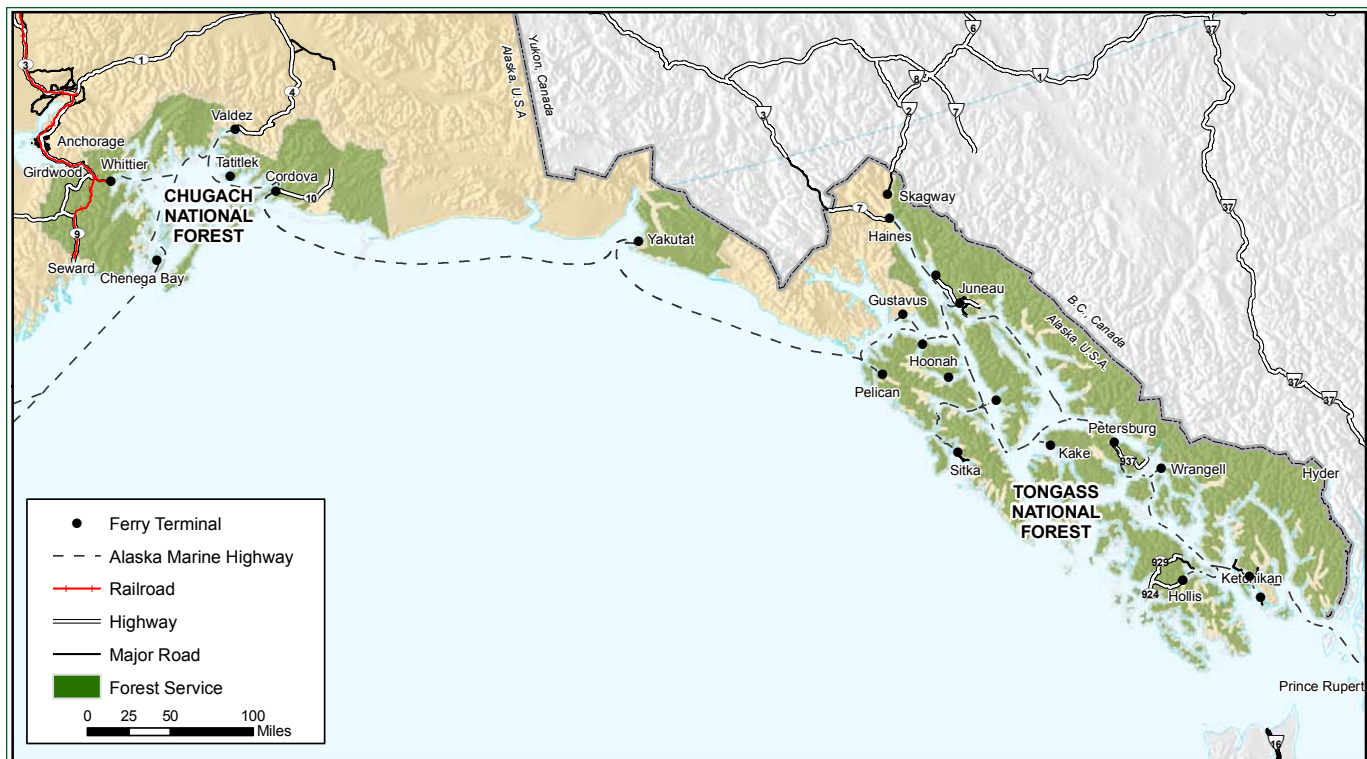 3
1
4
Alaska, U.S.A
Yukon, Canada
6
37
1
8
3
2
7
Valdez
Anchorage
Girdwood
Whittier
Tatitlek
Cordova
10
CHUGACH
NATIONAL
FOREST
9
Seward
Chenega Bay
Yakutat
Skagway
7
Haines
37
Juneau
Gustavus
B.C., Canada
Alaska, U.S.A.
Hoonah
Pelican
37
37
Petersburg
937
Kake
Wrangell
Hyder
Sitka
TONGASS
NATIONAL
FOREST
929
924
Hollis
Ketchikan
Prince Rupert
16
Ferry Terminal
Alaska Marine Highway
Railroad
Highway
Major Road
Forest Service
0 25 50 100
Miles